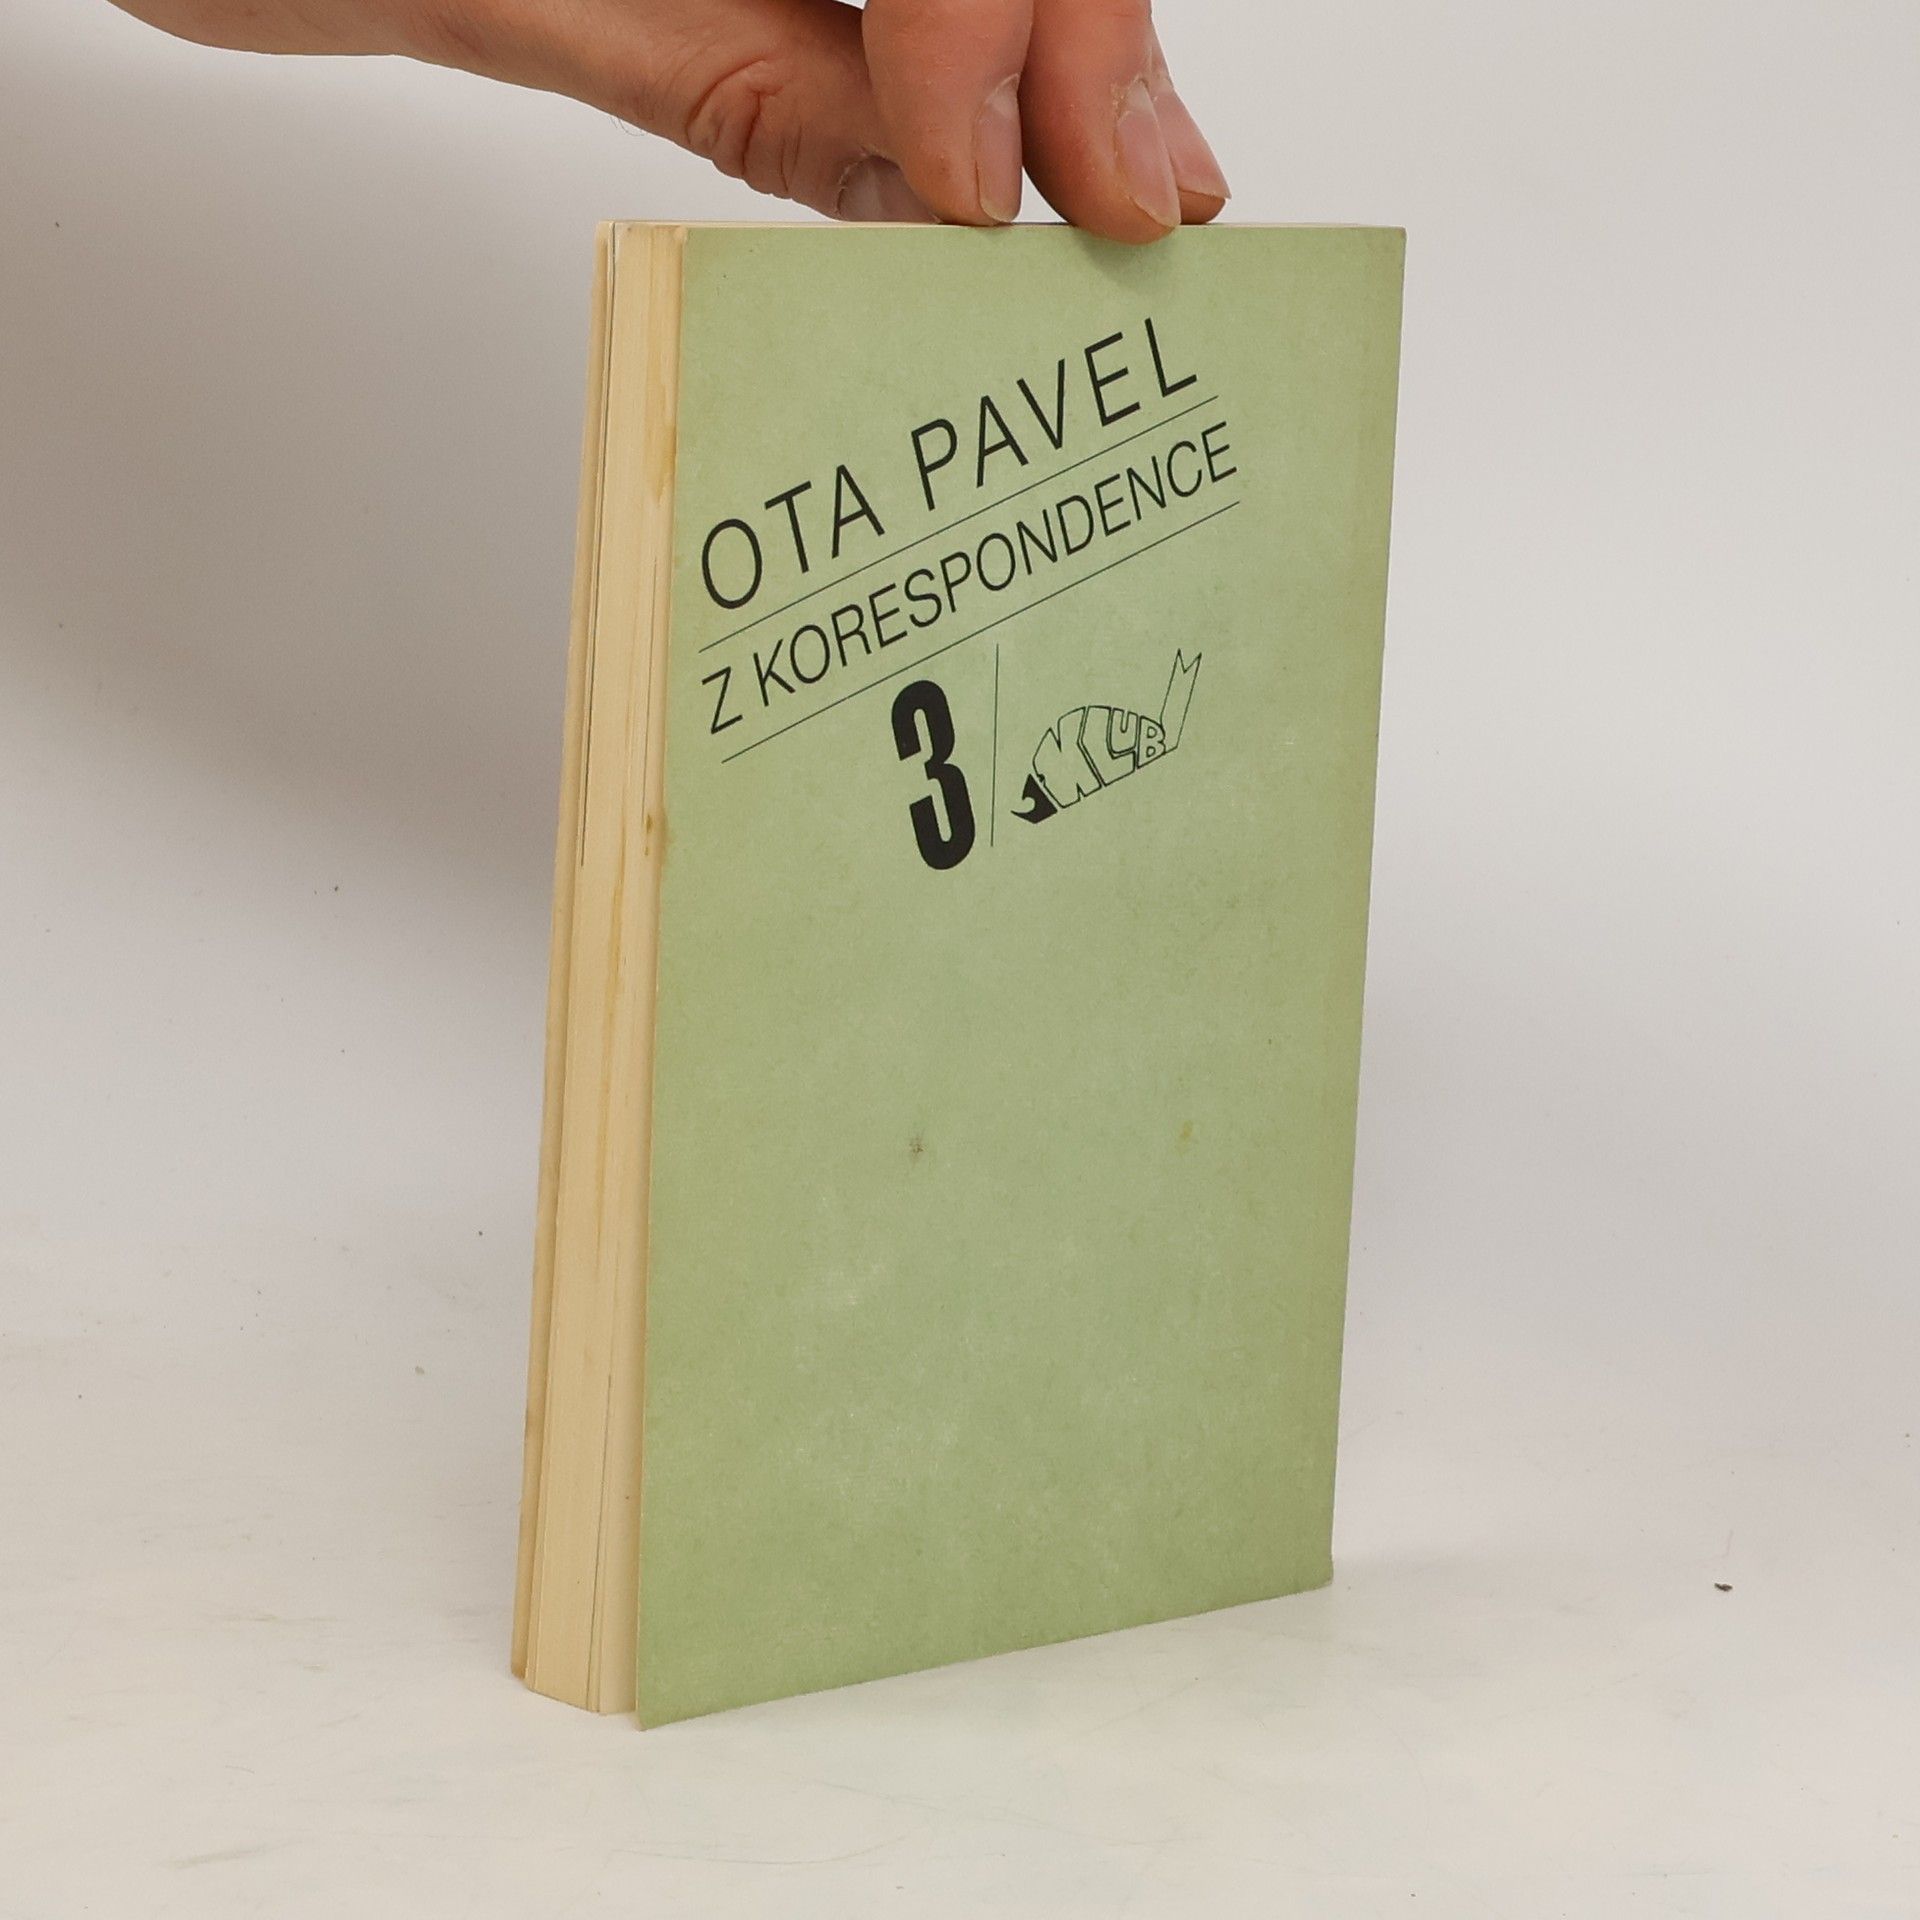 OTA PAVEL
Z KORESPONDENCE
3
KLUB